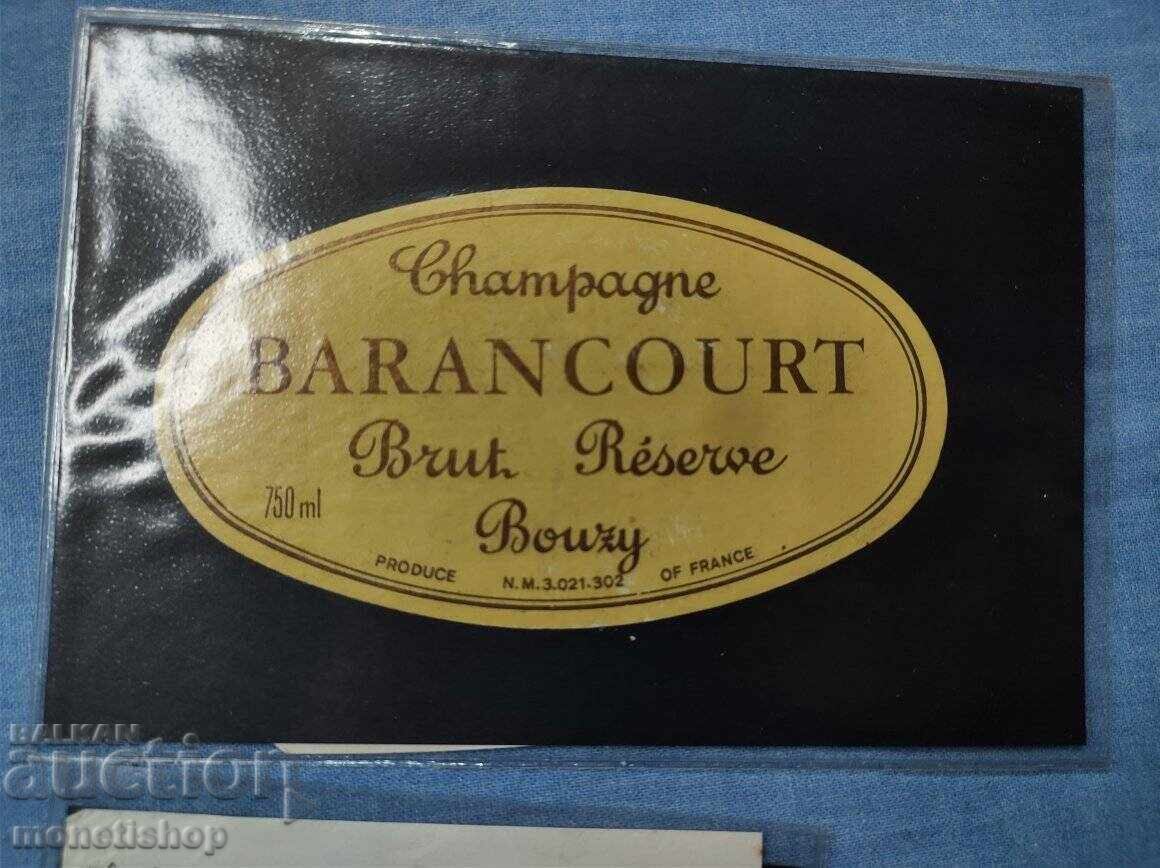 Champagne
BARANCOURT
Brut Réserve
750 ml
Bouzy
PRODUCE N.M. 3.021.302 OF FRANCE
BALKAN
auction
monetishop